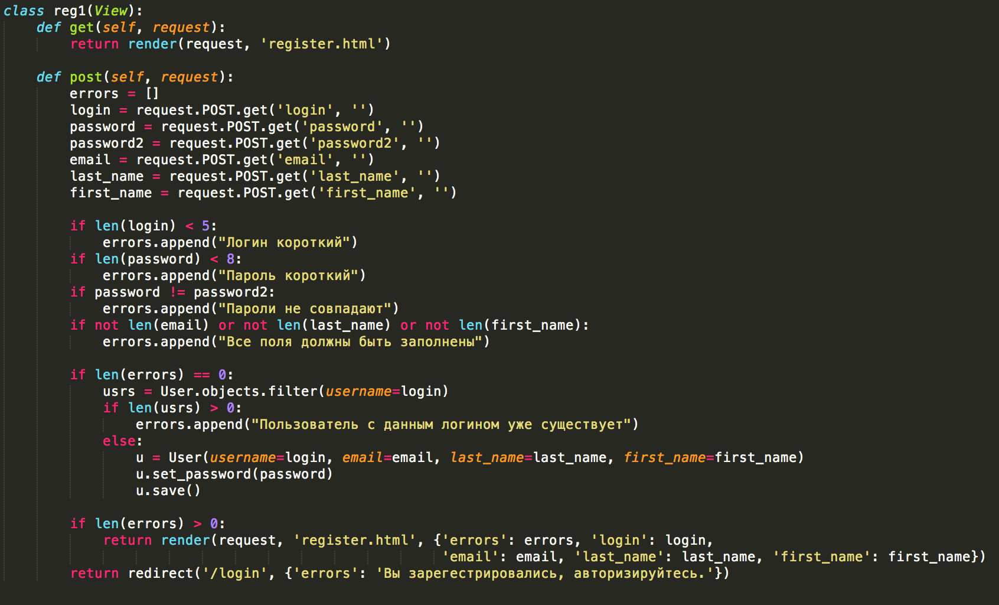 class reg1(View):
def get(self, request):
return render(request, 'register.html')
def post(self, request):
errors = []
login = request.POST.get('login', '')
password = request.POST.get('password', '')
password2 = request.POST.get('password2', '')
email = request.POST.get('email', '')
last_name = request.POST.get('last_name', '')
first_name = request.POST.get('first_name', '')
if len(login) < 5:
errors.append("Логин короткий")
if len(password) < 8:
errors.append("Пароль короткий")
if password != password2:
errors.append("Пароли не совпадают")
if not len(email) or not len(last_name) or not len(first_name):
errors.append("Все поля должны быть заполнены")
if len(errors) == 0:
usrs = User.objects.filter(username=login)
if len(usrs) > 0:
errors.append("Пользователь с данным логином уже существует")
else:
u = User(username=login, email=email, last_name=last_name, first_name=first_name)
u.set_password(password)
u.save()
if len(errors) > 0:
return render(request, 'register.html', {'errors': errors, 'login': login,
'email': email, 'last_name': last_name, 'first_name': first_name})
return redirect('/login', {'errors': 'Вы зарегестрировались, авторизируйтесь.'})